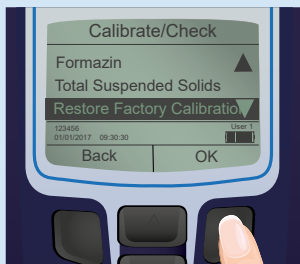 Calibrate/Check
Formazin
Total Suspended Solids
Restore Factory Calibratio
123456
User 1
01/01/2017 09:30:30
Back OK